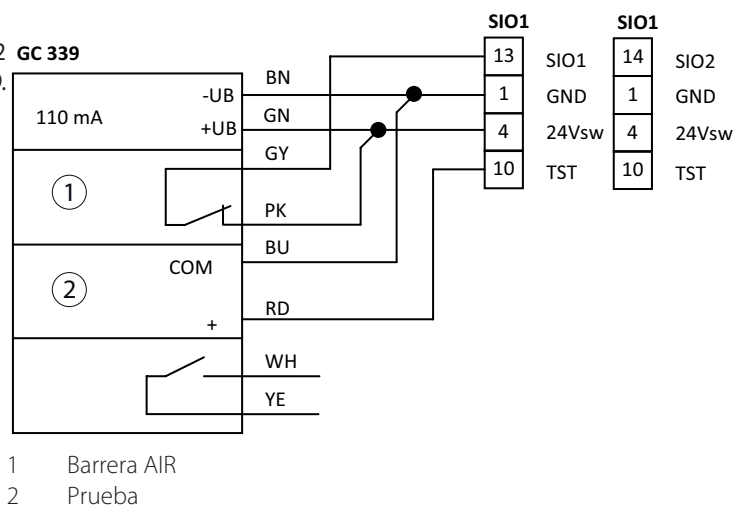 SIO1 SIO1
2 GC 339
13 SIO1 14 SIO2
-UB BN 1 GND 1 GND
110 mA
+UB GN 4 24Vsw 4 24Vsw
GY 10 TST 10 TST
1
PK
BU
COM
2
RD
+
WH
YE
1 Barrera AIR
2 Prueba